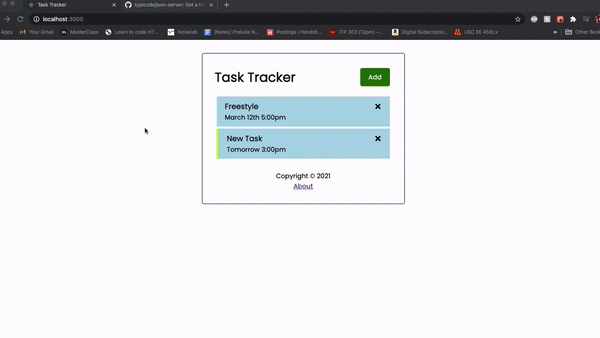 Task Tracker
typicode/json-server: Get a ful
localhost:3000
Apps
Your Gmail
MasterClass
Learn to code HT...
Noiselab
[Notes] Prelude N...
Postings | Handsh...
ITP 303 (12pm) –...
Digital Subscriptio...
USC EE 459Lx
Other Book
Task Tracker
Add
Freestyle
March 12th 5:00pm
New Task
Tomorrow 3:00pm
Copyright © 2021
About